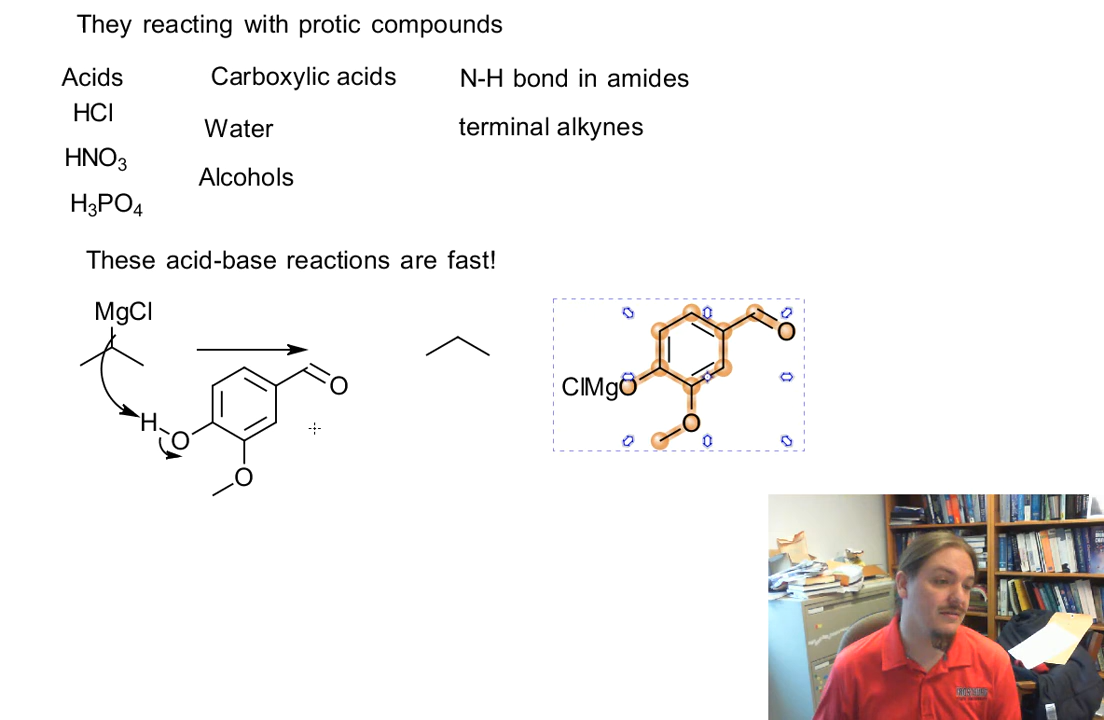 They reacting with protic compounds
Acids
Carboxylic acids
N-H bond in amides
HCl
Water
terminal alkynes
HNO₃
Alcohols
H₃PO₄
These acid-base reactions are fast!
MgCl
O
H
O
O
O
ClMgO
O